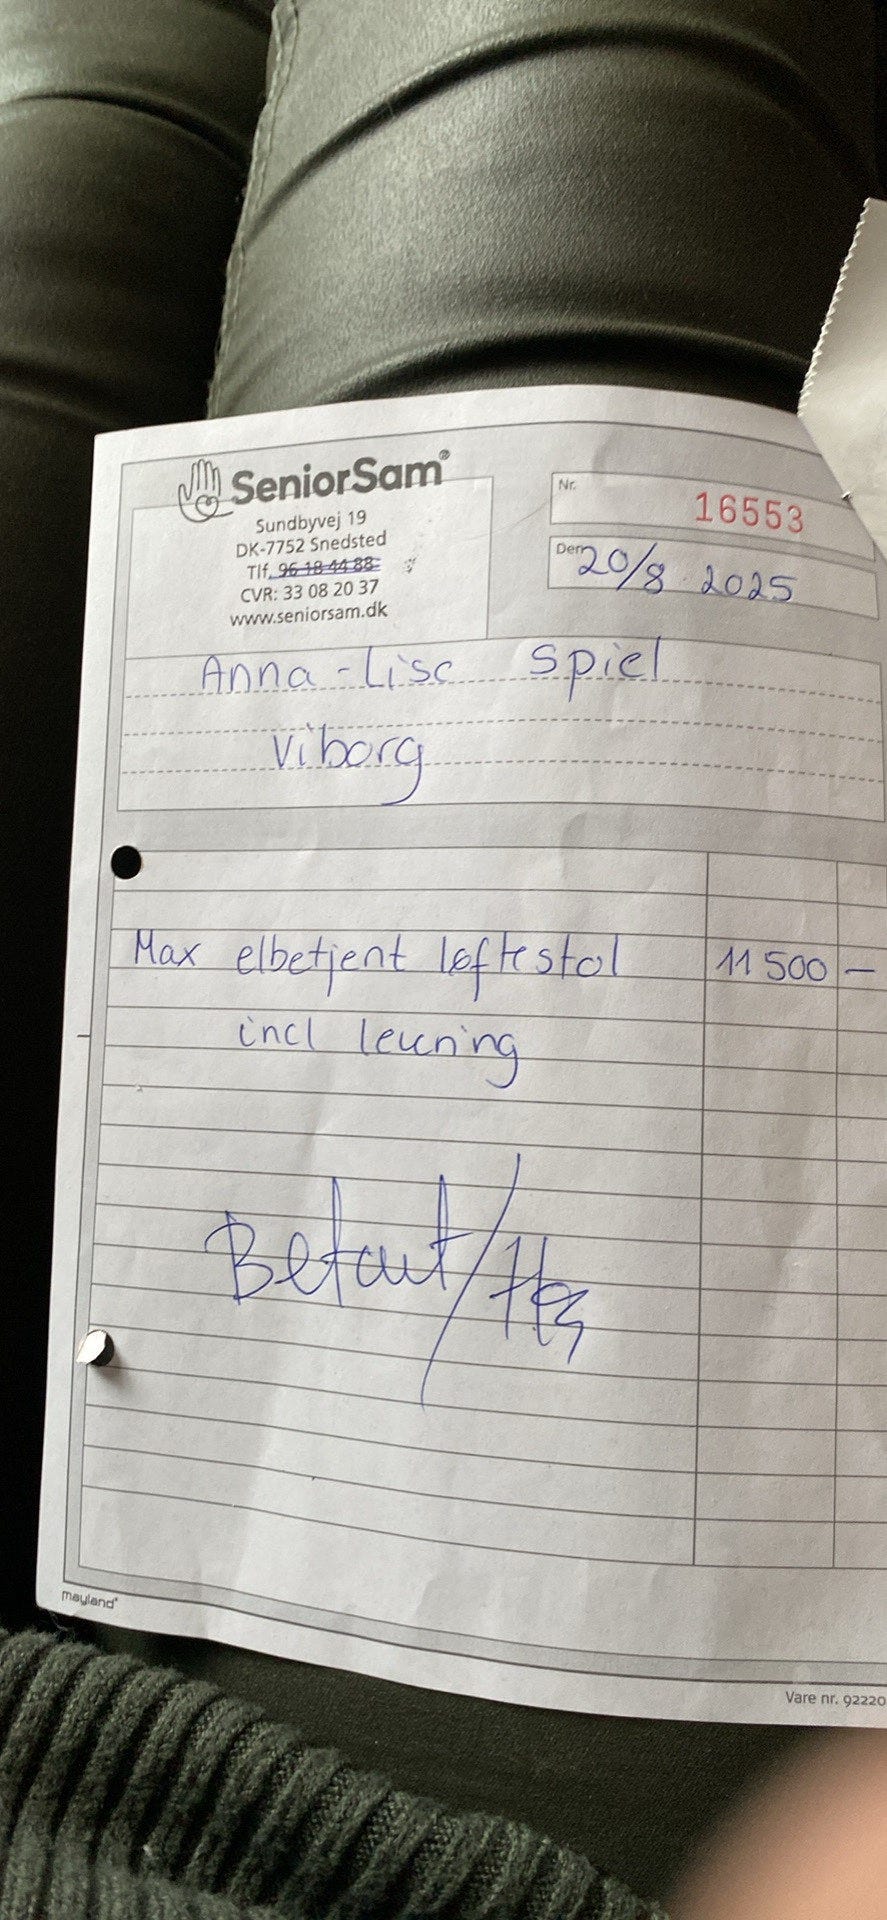 SeniorSam®
Sundbyvej 19
DK-7752 Snedsted
Tlf. 96 18 44 88
CVR: 33 08 20 37
www.seniorsam.dk
Nr.
16553
Den 20/8 2025
Anna-Lise Spiel
Viborg
Max elbetjent løftestol 11 500 –
incl levering
Betalt/
mayland®
Vare nr. 92220